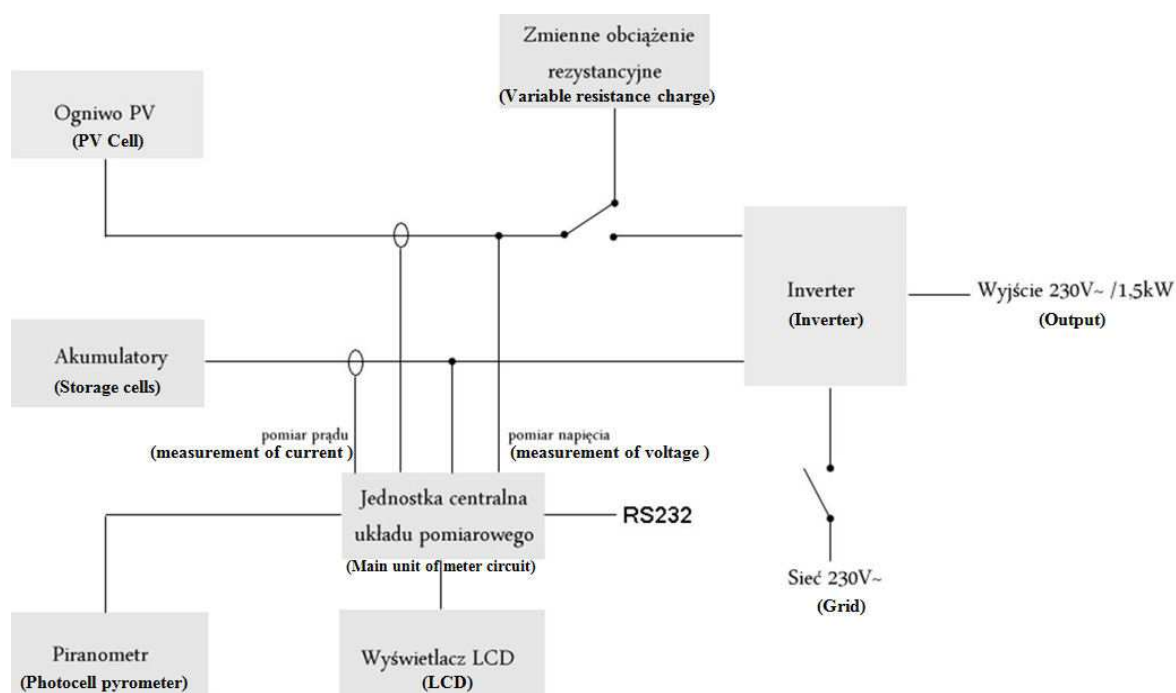 Zmienne obciążenie
rezystancyjne
(Variable resistance charge)
Ogniwo PV
(PV Cell)
Inverter
(Inverter)
Wyjście 230V~ /1,5kW
(Output)
Akumulatory
(Storage cells)
pomiar prądu
(measurement of current )
pomiar napięcia
(measurement of voltage )
Jednostka centralna
układu pomiarowego
(Main unit of meter circuit)
RS232
Sieć 230V~
(Grid)
Piranometr
(Photocell pyrometer)
Wyświetlacz LCD
(LCD)